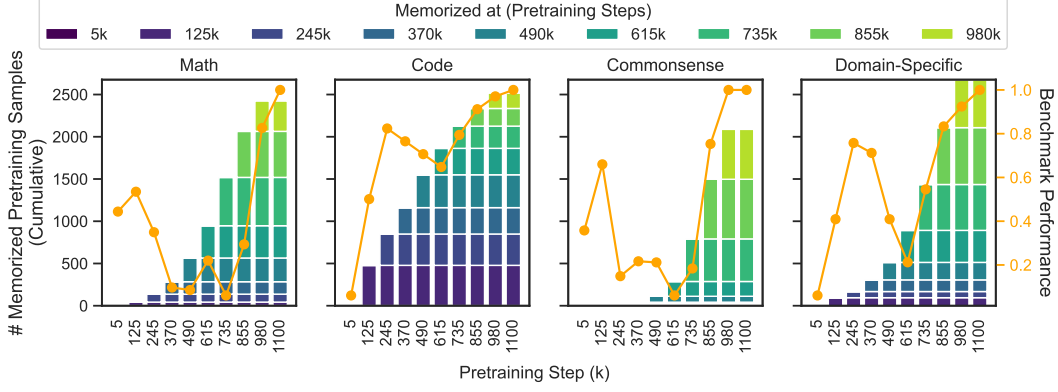 Memorized at (Pretraining Steps)
5k 125k 245k 370k 490k 615k 735k 855k 980k
Math Code Commonsense Domain-Specific
# Memorized Pretraining Samples
(Cumulative)
2500
2000
1500
1000
500
0
1.0
0.8
0.6
0.4
0.2
Benchmark Performance
5 125 245 370 490 615 735 855 980 1100
5 125 245 370 490 615 735 855 980 1100
5 125 245 370 490 615 735 855 980 1100
5 125 245 370 490 615 735 855 980 1100
Pretraining Step (k)